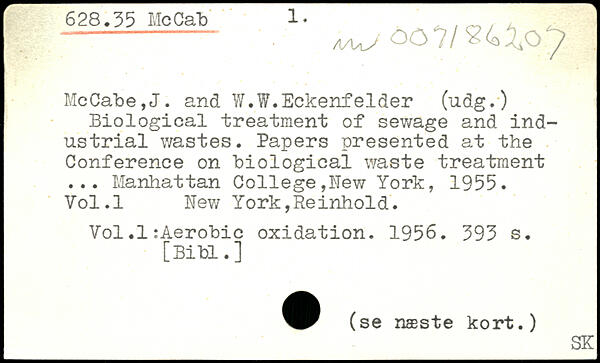 628.35 McCab 1.
007186207
McCabe,J. and W.W.Eckenfelder (udg.)
Biological treatment of sewage and ind-
ustrial wastes. Papers presented at the
Conference on biological waste treatment
... Manhattan College,New York, 1955.
Vol.1 New York,Reinhold.
Vol.1:Aerobic oxidation. 1956. 393 s.
[Bibl.]
(se næste kort.)
SK